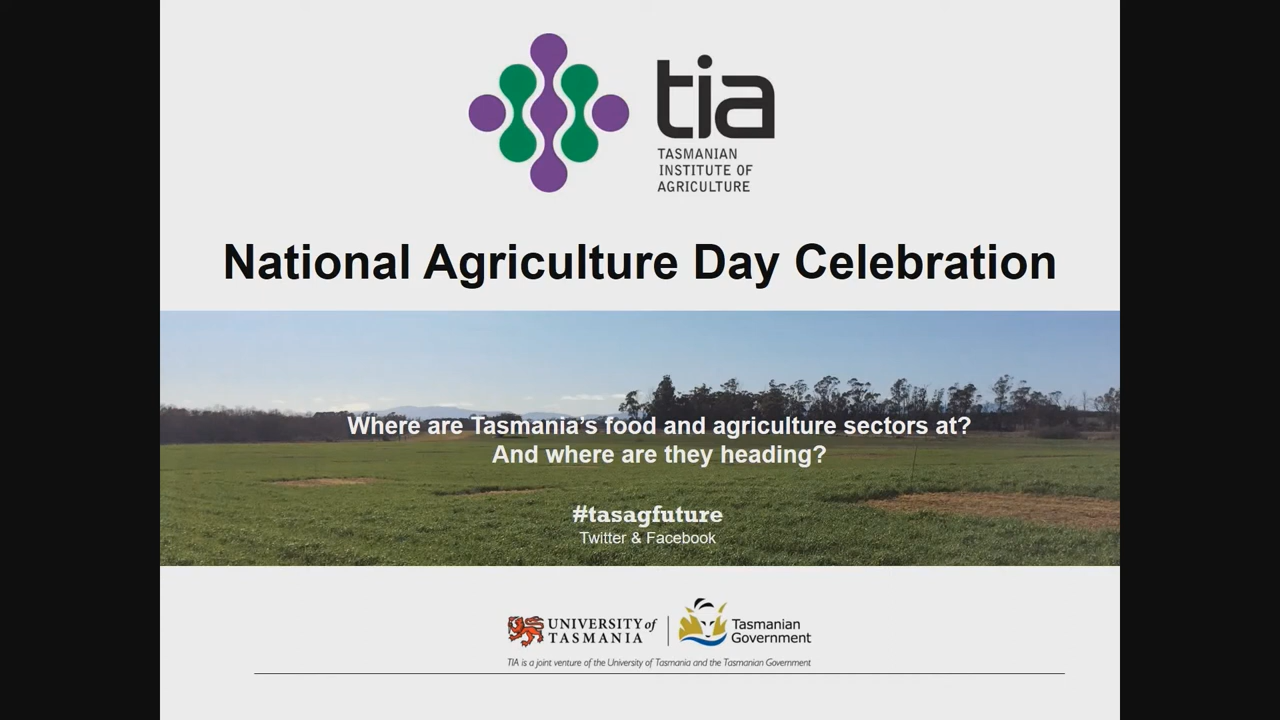 tia
TASMANIAN
INSTITUTE OF
AGRICULTURE
National Agriculture Day Celebration
Where are Tasmania’s food and agriculture sectors at?
And where are they heading?
#tasagfuture
Twitter & Facebook
UNIVERSITY of
TASMANIA
Tasmanian
Government
TIA is a joint venture of the University of Tasmania and the Tasmanian Government